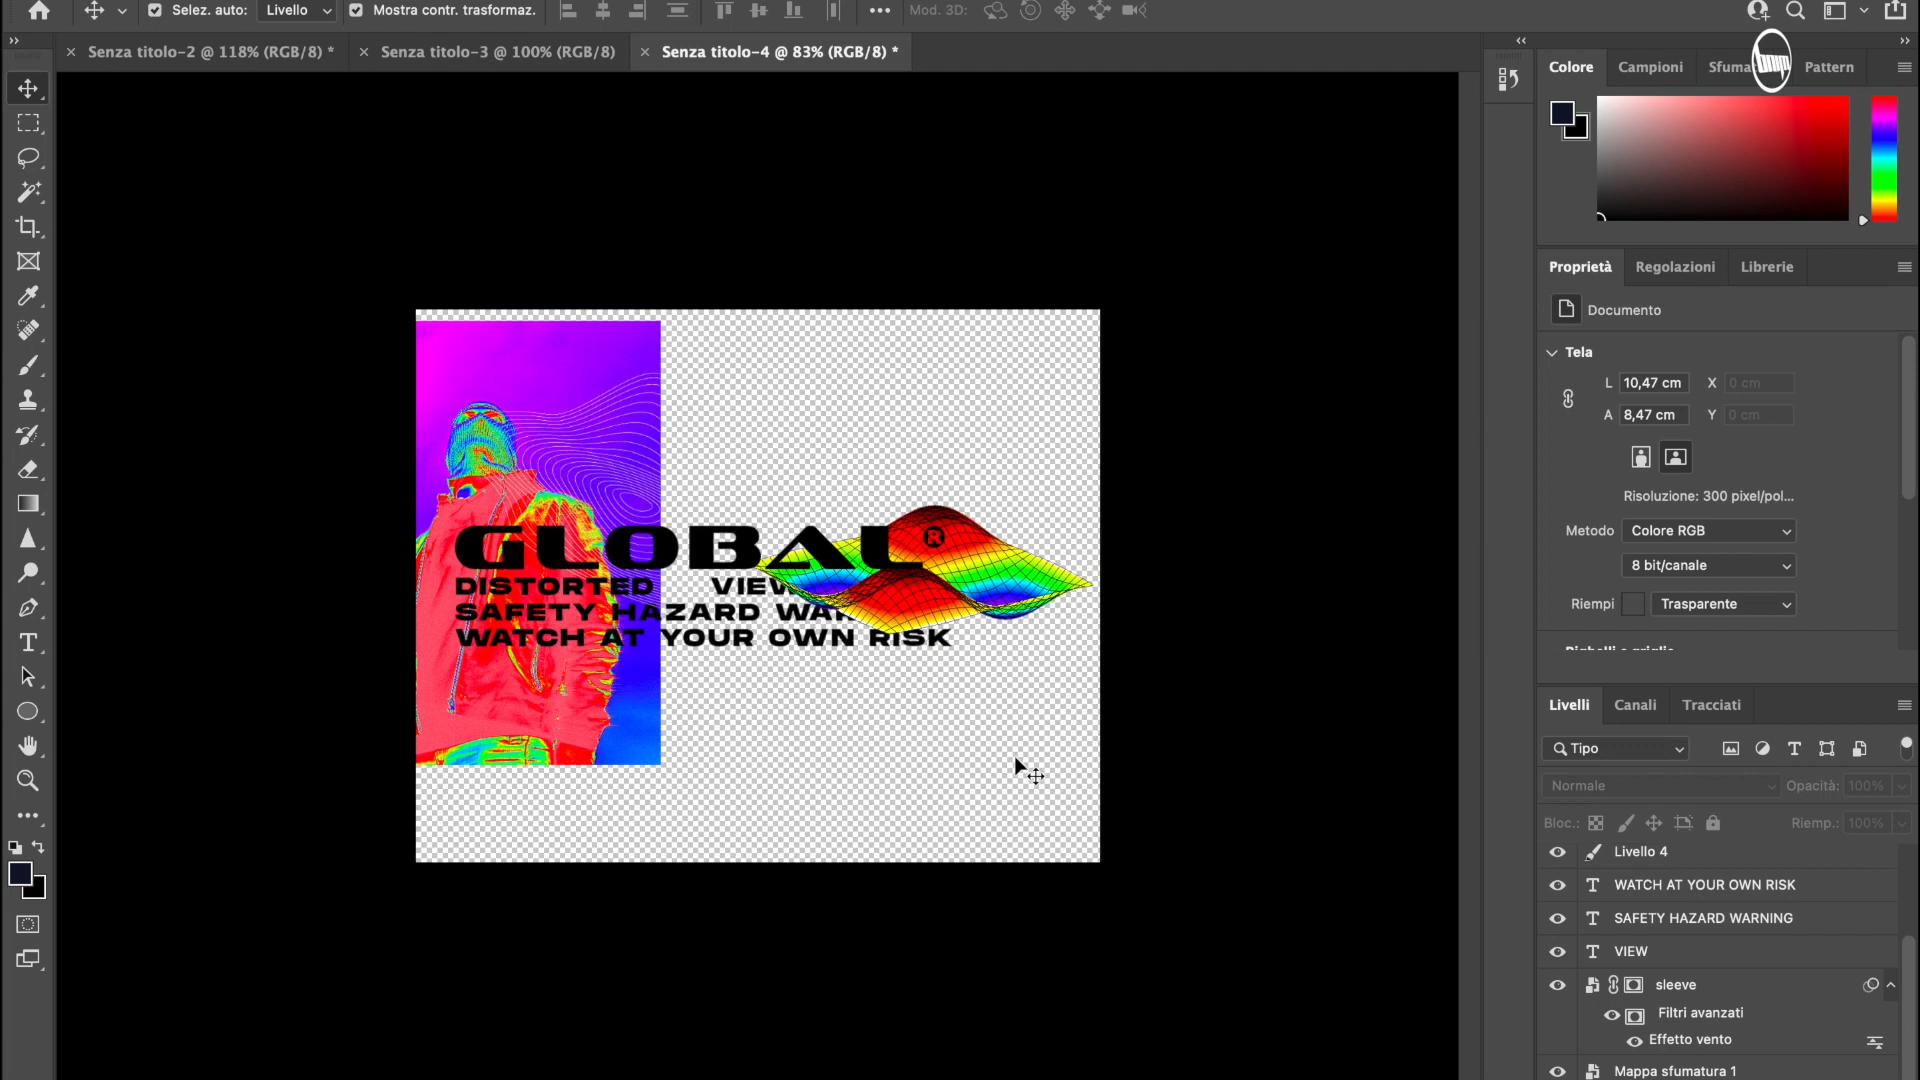 Selez. auto:
Livello
Mostra contr. trasformaz.
Mod. 3D:
Senza titolo-2 @ 118% (RGB/8) *
Senza titolo-3 @ 100% (RGB/8)
Senza titolo-4 @ 83% (RGB/8) *
Colore
Campioni
Pattern
Proprietà
Regolazioni
Librerie
Documento
Tela
L 10,47 cm
X 0 cm
A 8,47 cm
Y 0 cm
Risoluzione: 300 pixel/pol...
Metodo Colore RGB
8 bit/canale
Riempi Trasparente
Righelli e griglie
Livelli
Canali
Tracciati
Tipo
Normale
Opacità: 100%
Bloc.:
Riemp.: 100%
Livello 4
WATCH AT YOUR OWN RISK
SAFETY HAZARD WARNING
VIEW
sleeve
Filtri avanzati
Effetto vento
Mappa sfumatura 1
GLOBAL®
DISTORTED VIEW
SAFETY HAZARD WAR
WATCH AT YOUR OWN RISK